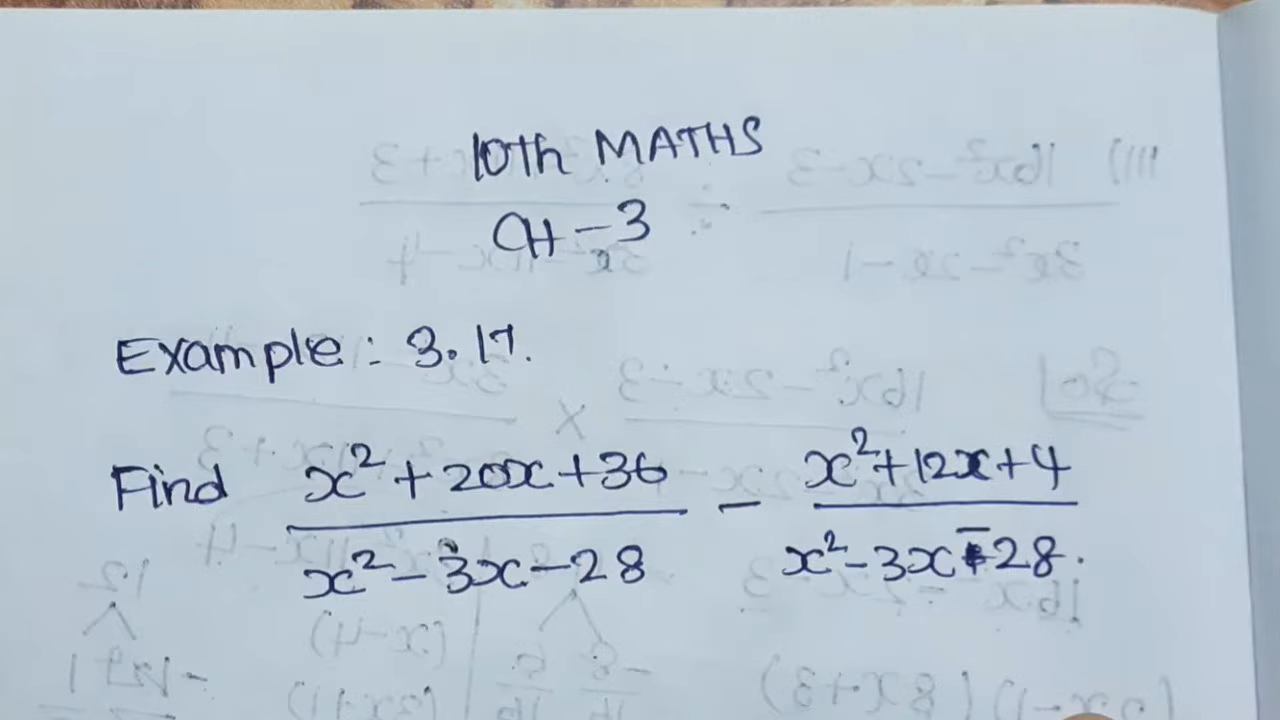 10th MATHS
CH-3
Example: 3.17.
Find x²+20x+36 / x²-3x-28 - x²+12x+4 / x²-3x-28.